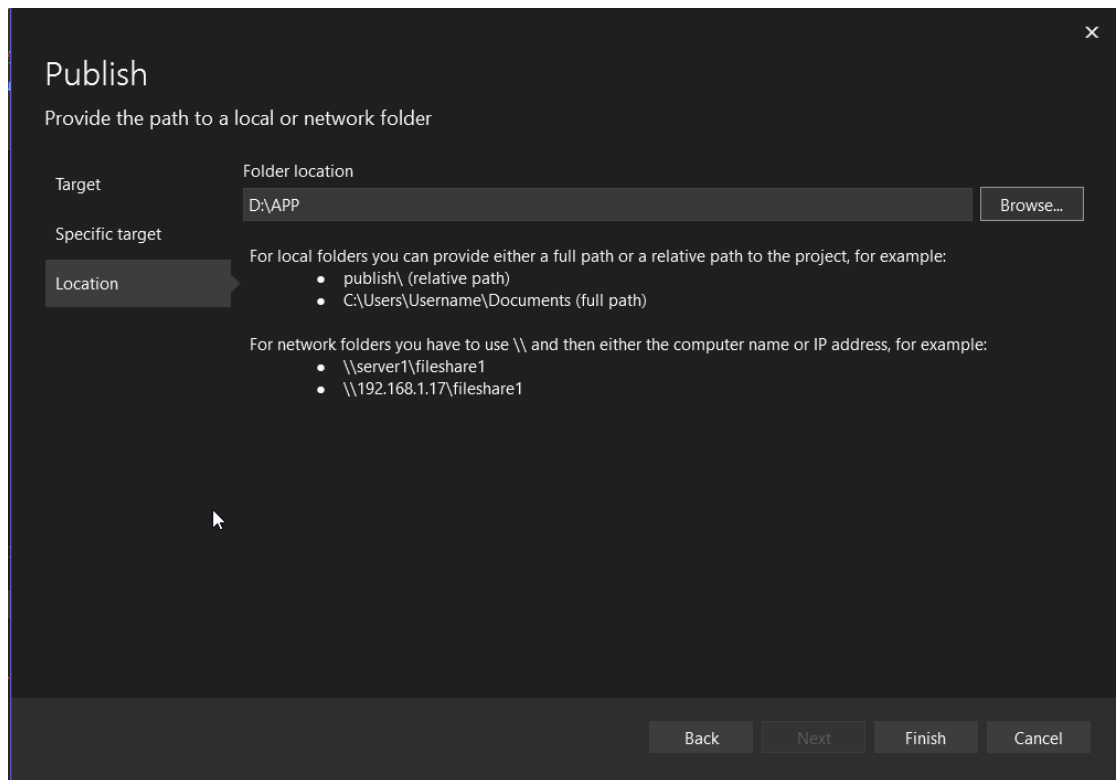 Publish
Provide the path to a local or network folder
Target
Specific target
Location
Folder location
D:\APP
Browse...
For local folders you can provide either a full path or a relative path to the project, for example:
● publish\ (relative path)
● C:\Users\Username\Documents (full path)
For network folders you have to use \\ and then either the computer name or IP address, for example:
● \\server1\fileshare1
● \\192.168.1.17\fileshare1
Back
Next
Finish
Cancel